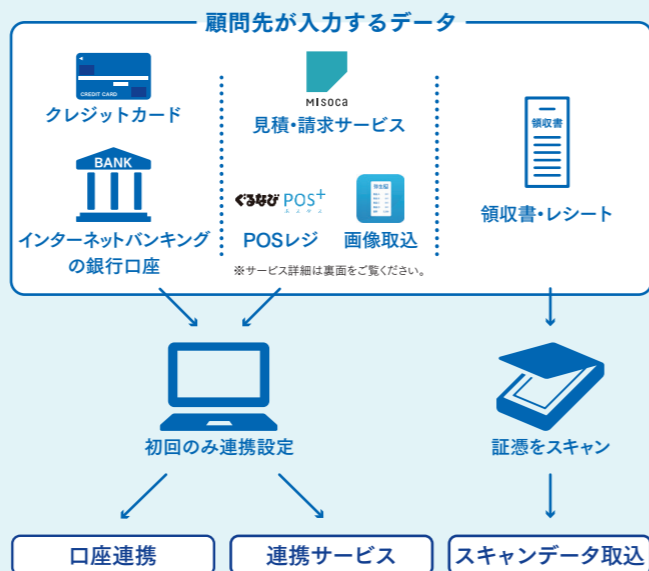 顧問先が入力するデータ
CREDIT CARD
クレジットカード
BANK
インターネットバンキング
の銀行口座
MISOCA
見積・請求サービス
ぐるなびPOS+
POSレジ
画像取込
※サービス詳細は裏面をご覧ください。
領収書
領収書・レシート
初回のみ連携設定
証憑をスキャン
口座連携
連携サービス
スキャンデータ取込